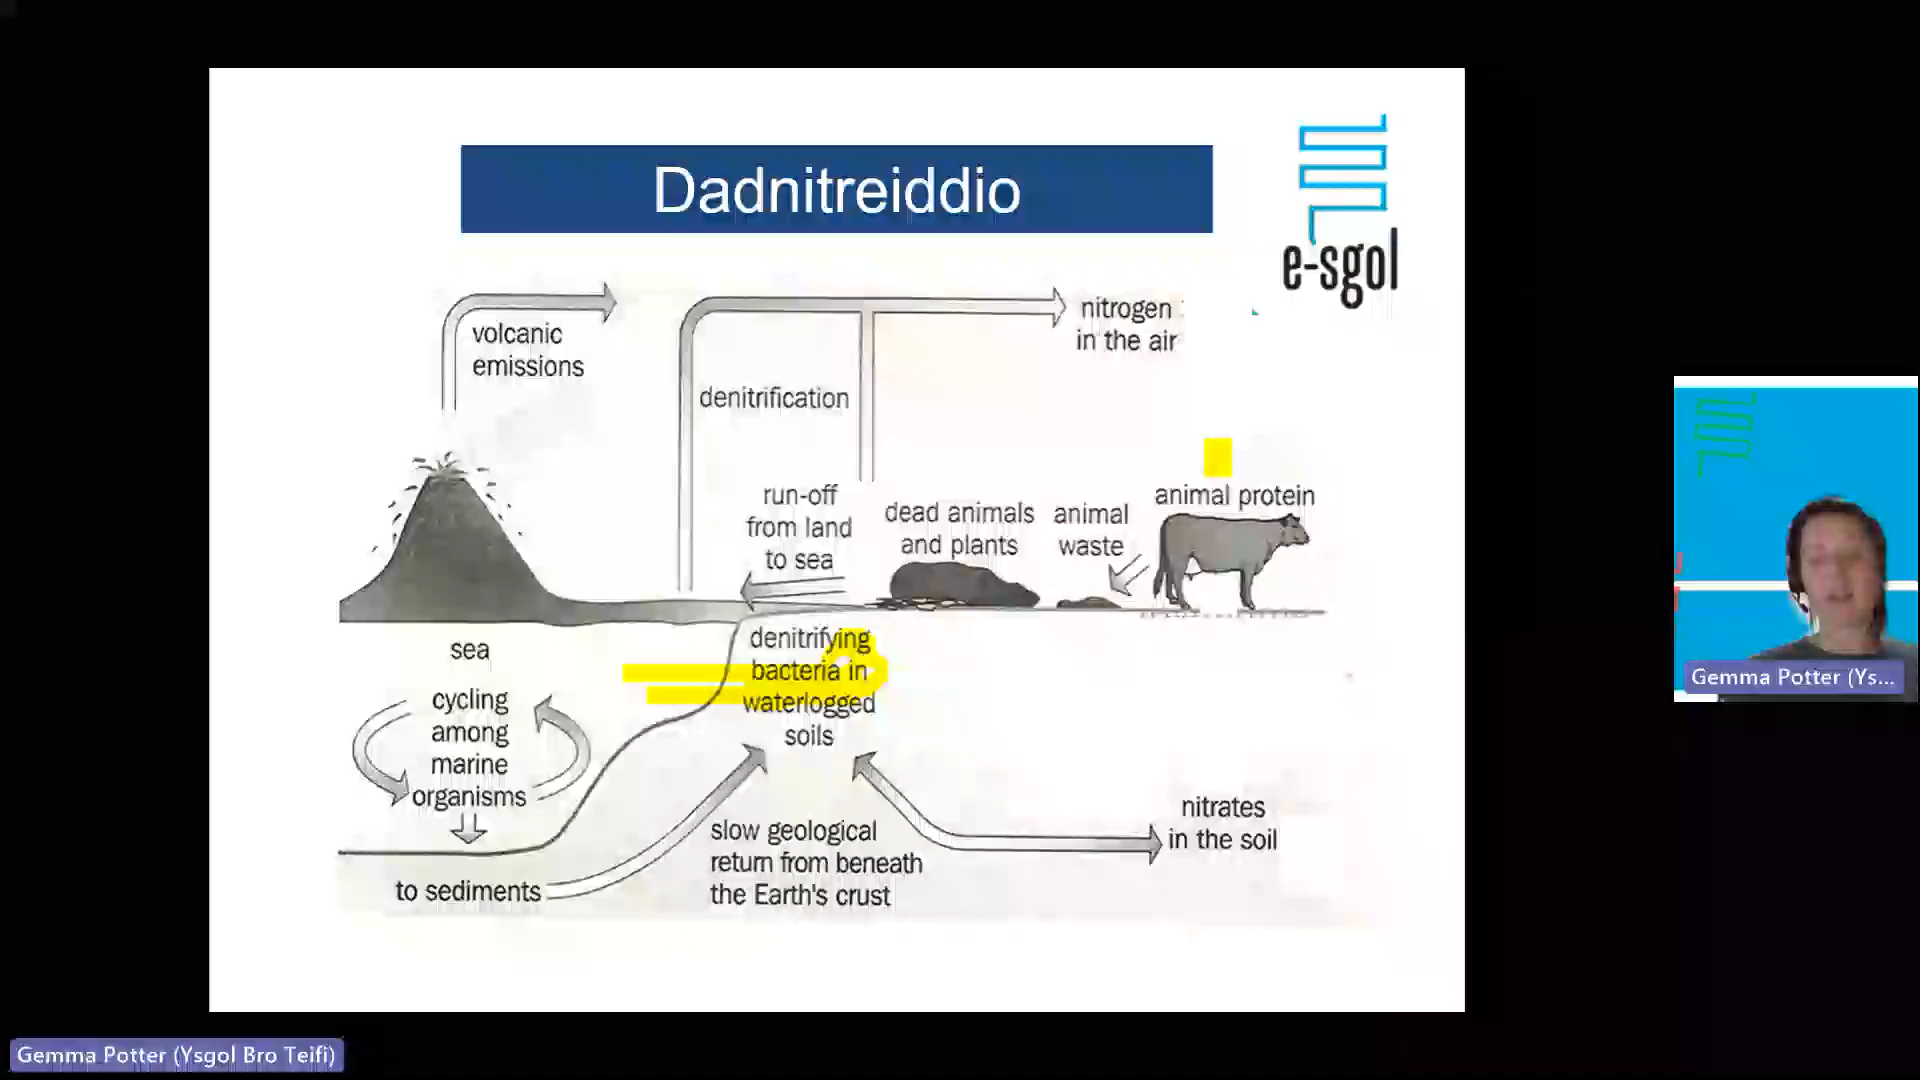 Dadnitreiddio
e-sgol
volcanic
emissions
nitrogen
in the air
denitrification
run-off
from land
to sea
dead animals
and plants
animal
waste
animal protein
sea
denitrifying
bacteria in
waterlogged
soils
cycling
among
marine
organisms
nitrates
in the soil
slow geological
return from beneath
the Earth's crust
to sediments
Gemma Potter (Ys...
Gemma Potter (Ysgol Bro Teifi)